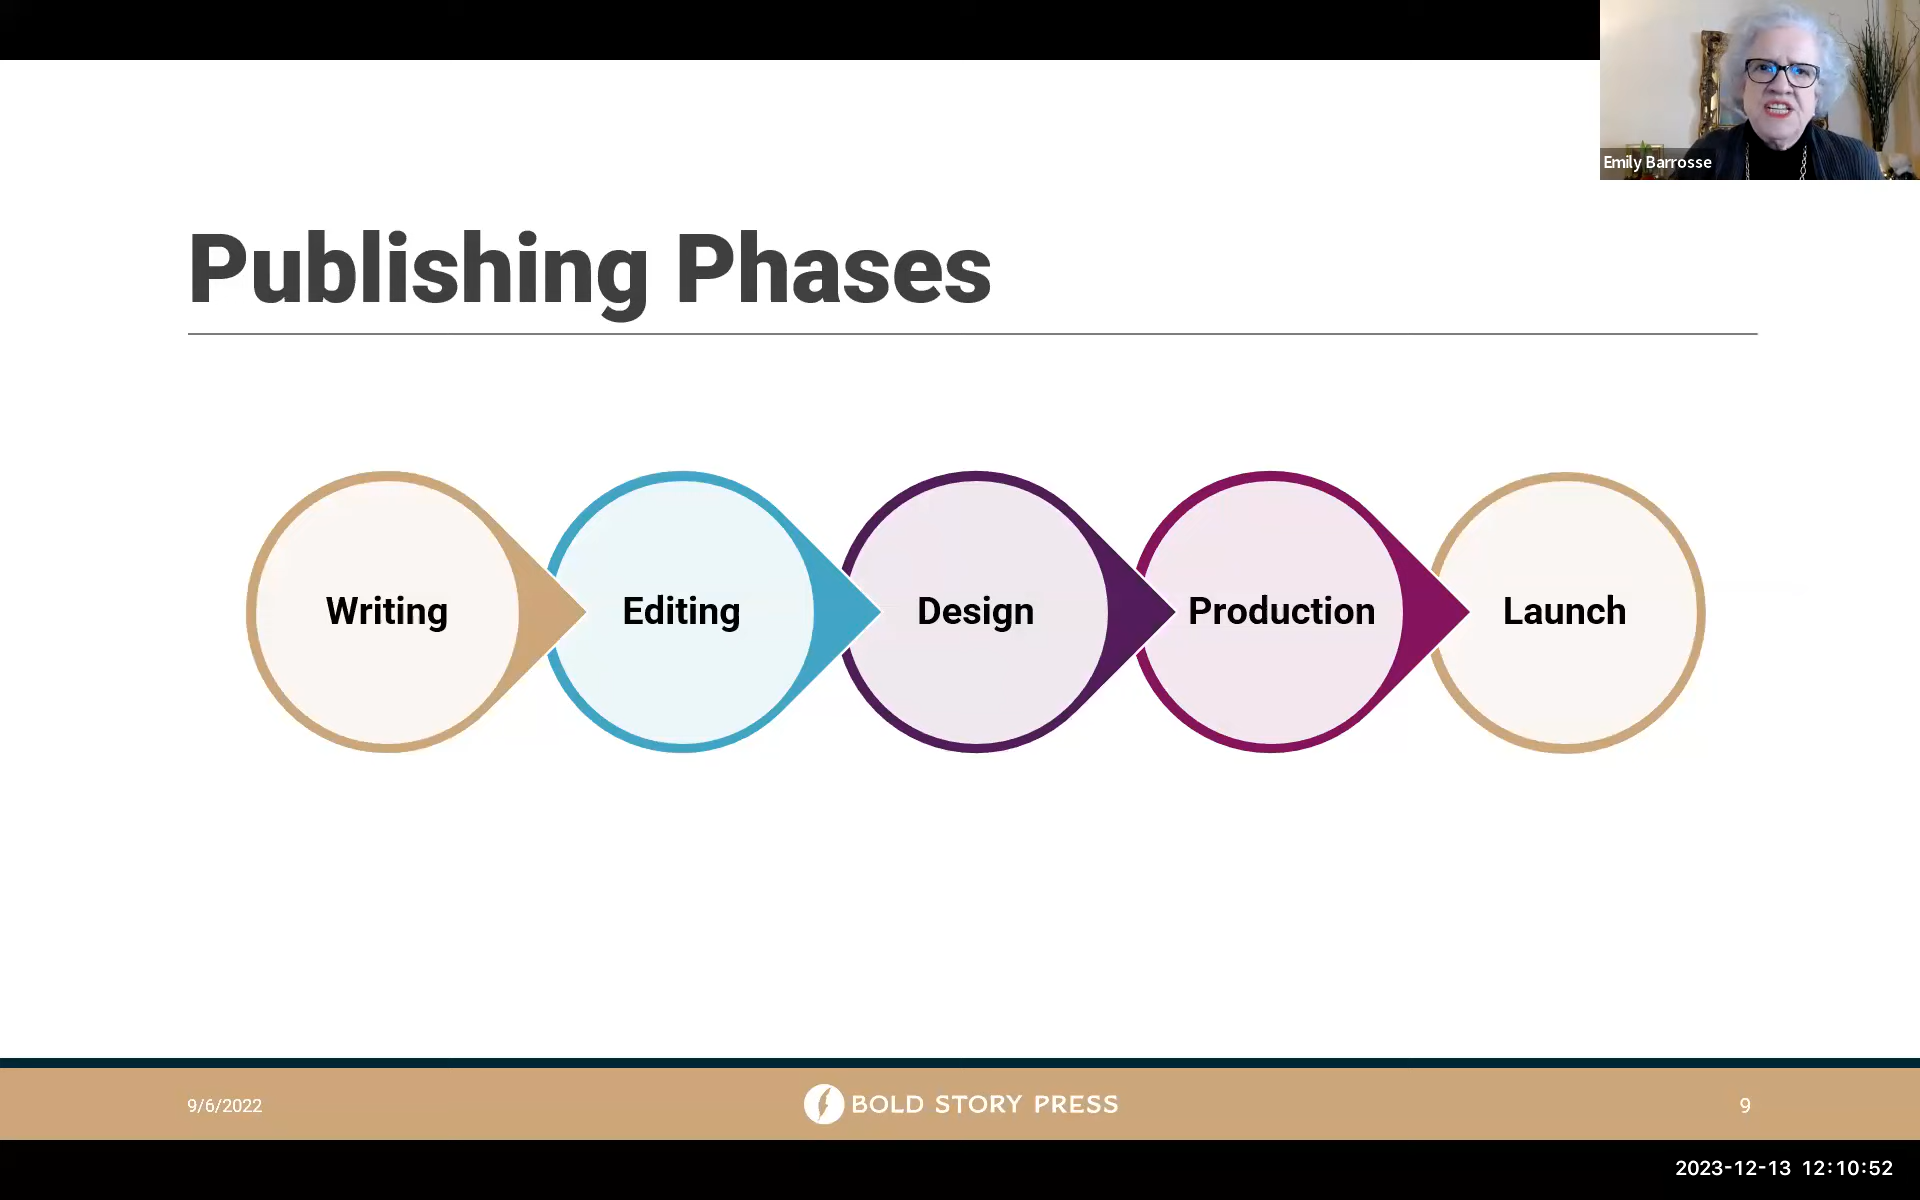 Emily Barrosse
Publishing Phases
Writing
Editing
Design
Production
Launch
9/6/2022
BOLD STORY PRESS
9
2023-12-13 12:10:52